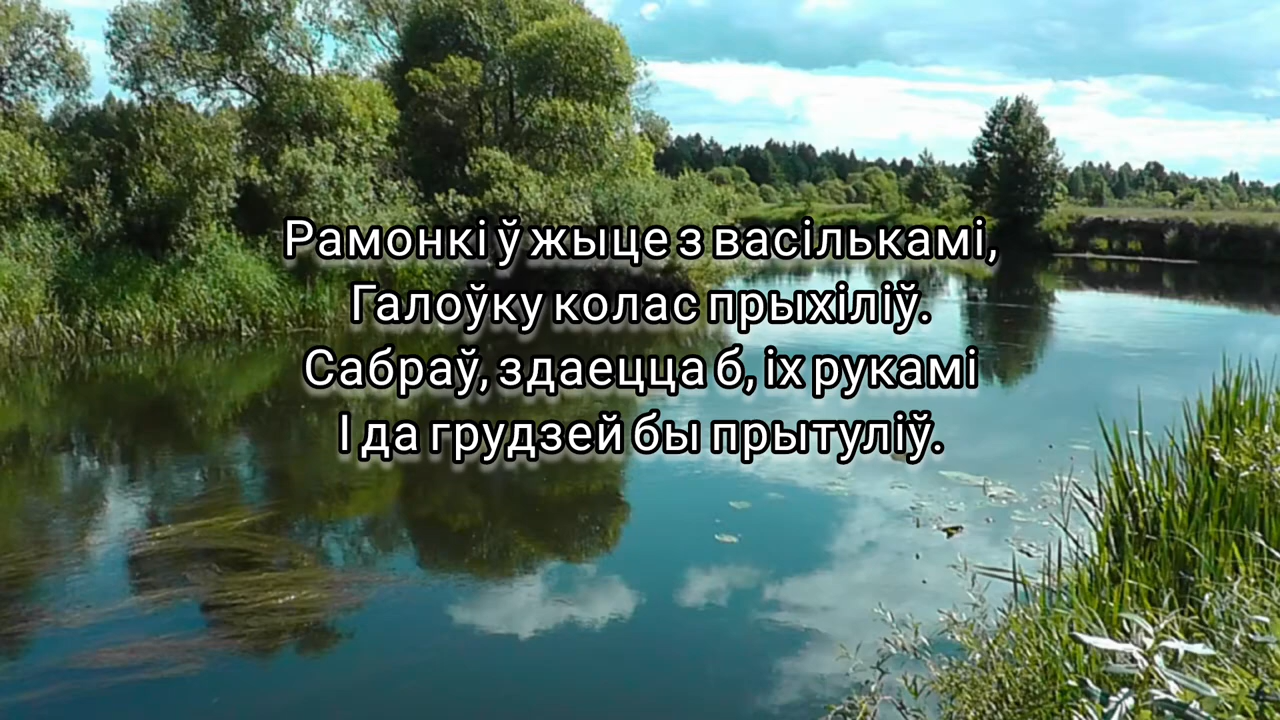 Рамонкі ў жыце з васількамі,
Галоўку колас прыхіліў.
Сабраў, здаецца б, іх рукамі
І да грудзей бы прытуліў.